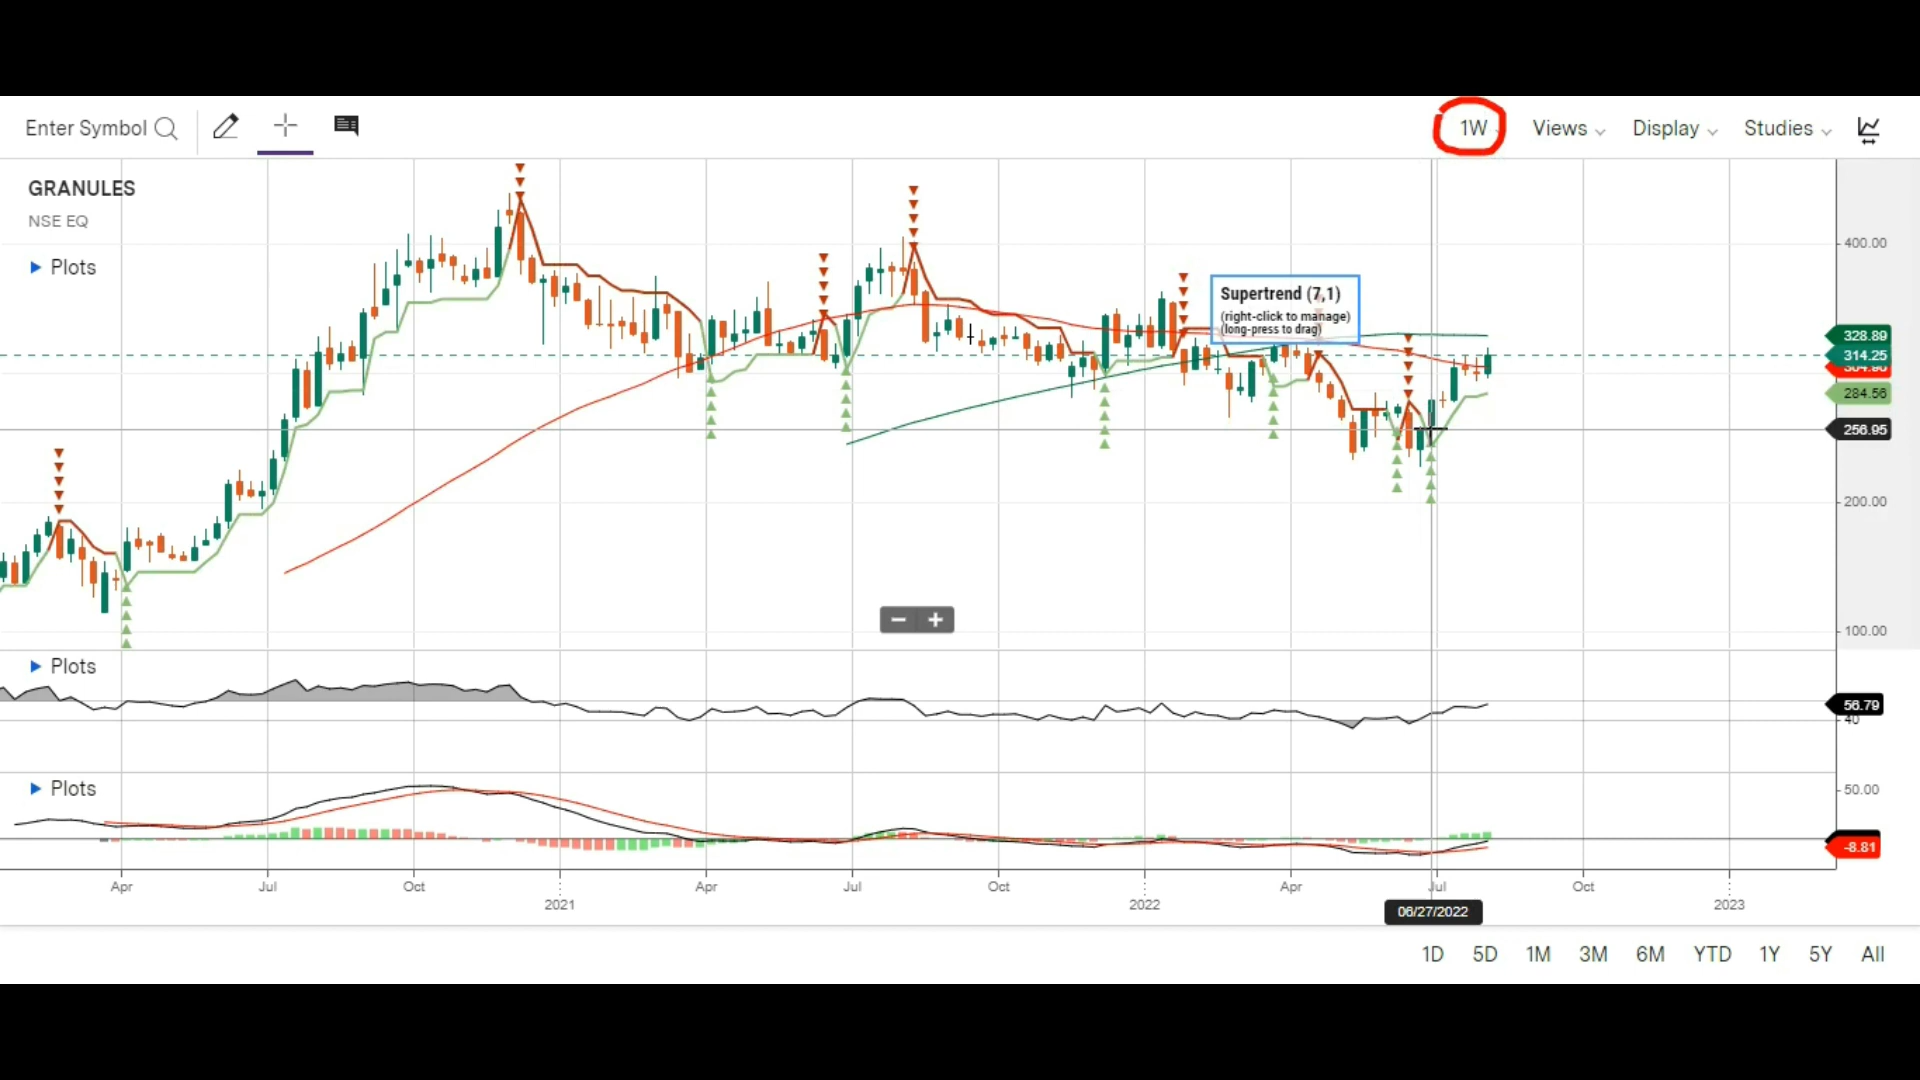 Enter Symbol
1W Views Display Studies
GRANULES
NSE EQ
Plots
Supertrend (7,1)
(right-click to manage)
(long-press to drag)
400.00
328.89
314.25
284.56
256.95
200.00
100.00
Plots
56.79
40
Plots
50.00
-8.81
Apr Jul Oct Apr Jul Oct Apr Jul Oct
2021 2022 2023
06/27/2022
1D 5D 1M 3M 6M YTD 1Y 5Y All